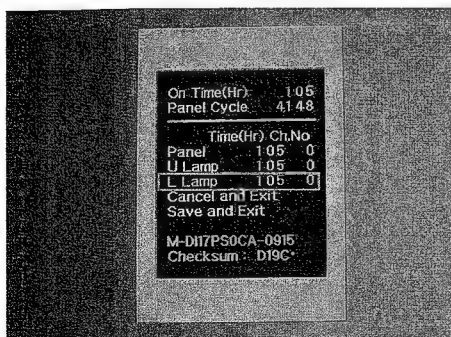 On Time(Hr) 105
Panel Cycle 4148
Time(Hr) Ch.No
Panel 105 0
U Lamp 105 0
L Lamp 105 0
Cancel and Exit
Save and Exit
M-DI17PS0CA-0915
Checksum : D19C